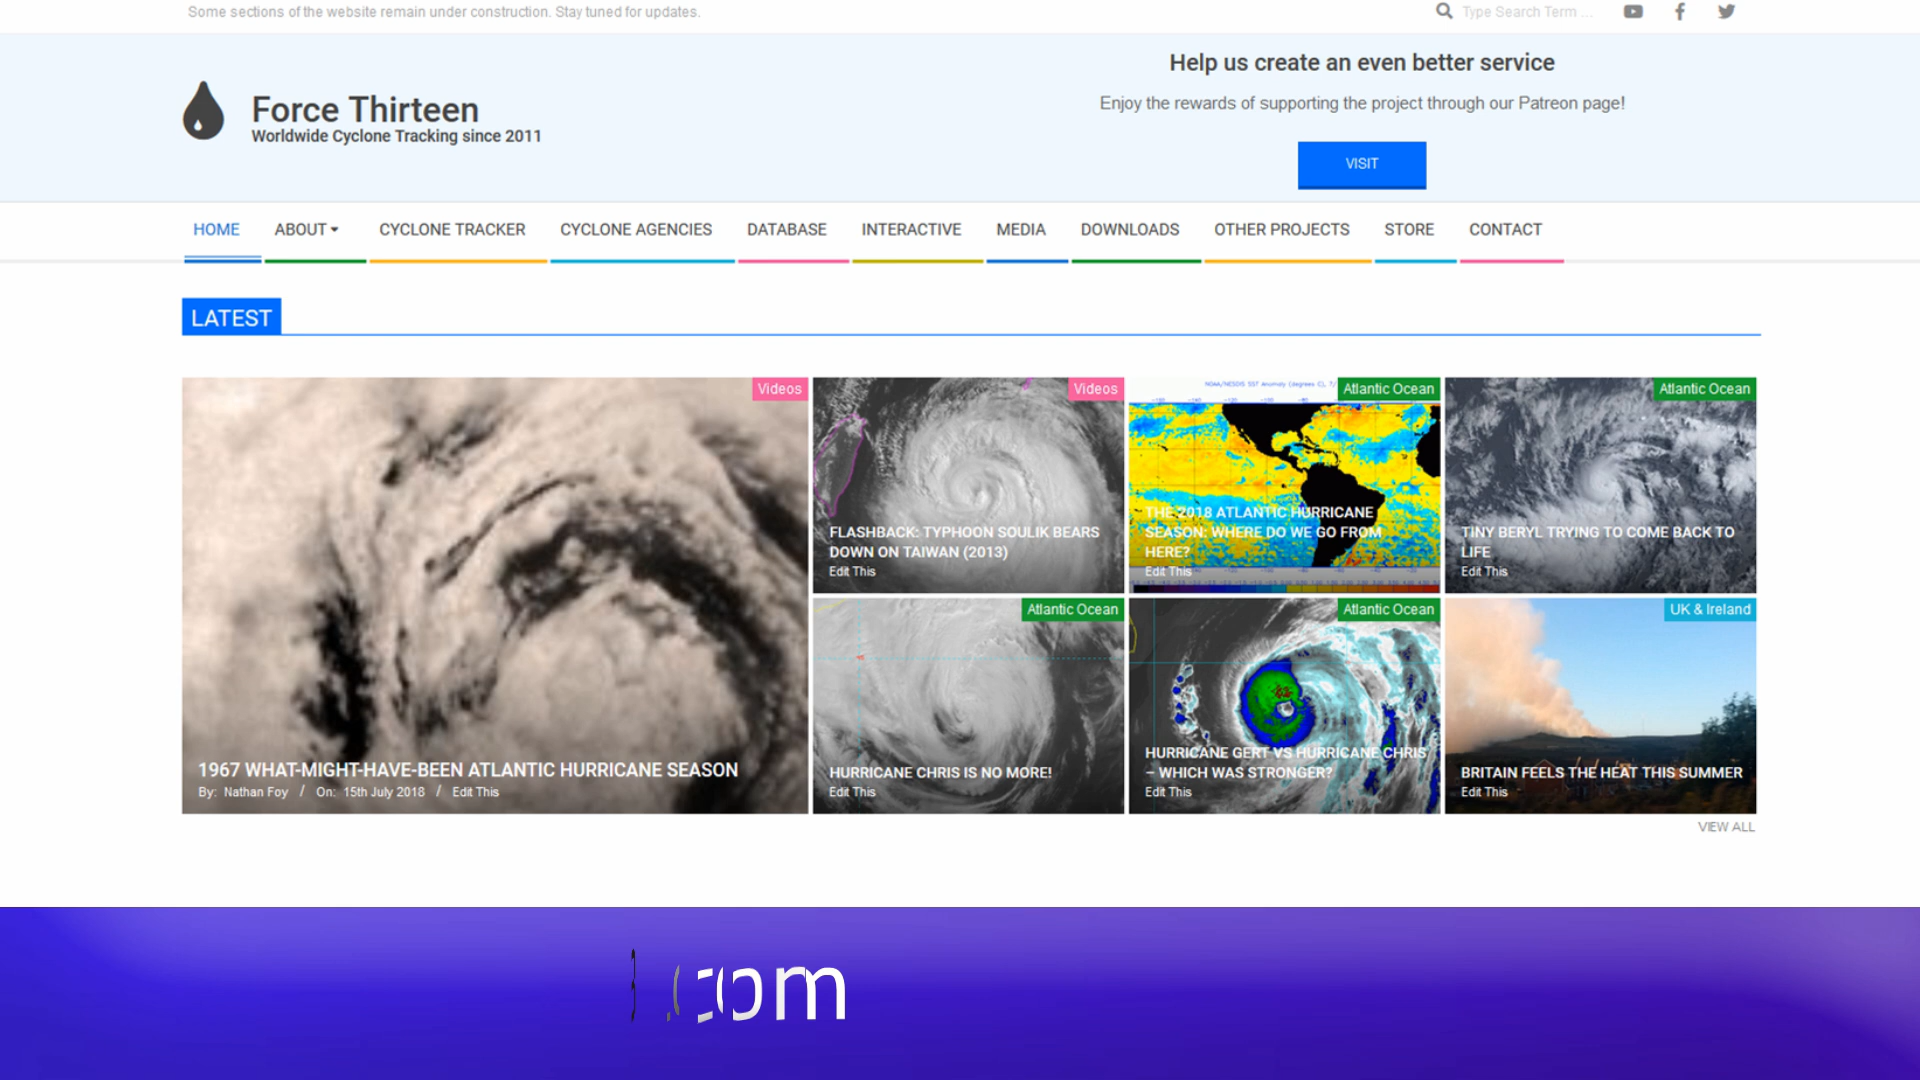 Some sections of the website remain under construction. Stay tuned for updates.
Type Search Term ...
Force Thirteen
Worldwide Cyclone Tracking since 2011
Help us create an even better service
Enjoy the rewards of supporting the project through our Patreon page!
VISIT
HOME ABOUT CYCLONE TRACKER CYCLONE AGENCIES DATABASE INTERACTIVE MEDIA DOWNLOADS OTHER PROJECTS STORE CONTACT
LATEST
Videos
1967 WHAT-MIGHT-HAVE-BEEN ATLANTIC HURRICANE SEASON
By: Nathan Foy / On: 15th July 2018 / Edit This
Videos
FLASHBACK: TYPHOON SOULIK BEARS
DOWN ON TAIWAN (2013)
Edit This
NOAA/NESDIS SST Anomaly (degrees C), 7/
Atlantic Ocean
THE 2018 ATLANTIC HURRICANE
SEASON: WHERE DO WE GO FROM
HERE?
Edit This
Atlantic Ocean
TINY BERYL TRYING TO COME BACK TO
LIFE
Edit This
Atlantic Ocean
HURRICANE CHRIS IS NO MORE!
Edit This
Atlantic Ocean
HURRICANE GERT VS HURRICANE CHRIS
– WHICH WAS STRONGER?
Edit This
UK & Ireland
BRITAIN FEELS THE HEAT THIS SUMMER
Edit This
VIEW ALL
.com